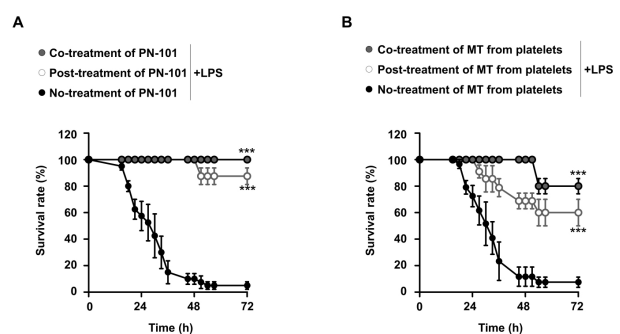 A
Co-treatment of PN-101
Post-treatment of PN-101
No-treatment of PN-101
+LPS
120
100
80
60
40
20
0
Survival rate (%)
***
***
0 24 48 72
Time (h)
B
Co-treatment of MT from platelets
Post-treatment of MT from platelets
No-treatment of MT from platelets
+LPS
120
100
80
60
40
20
0
Survival rate (%)
***
***
0 24 48 72
Time (h)